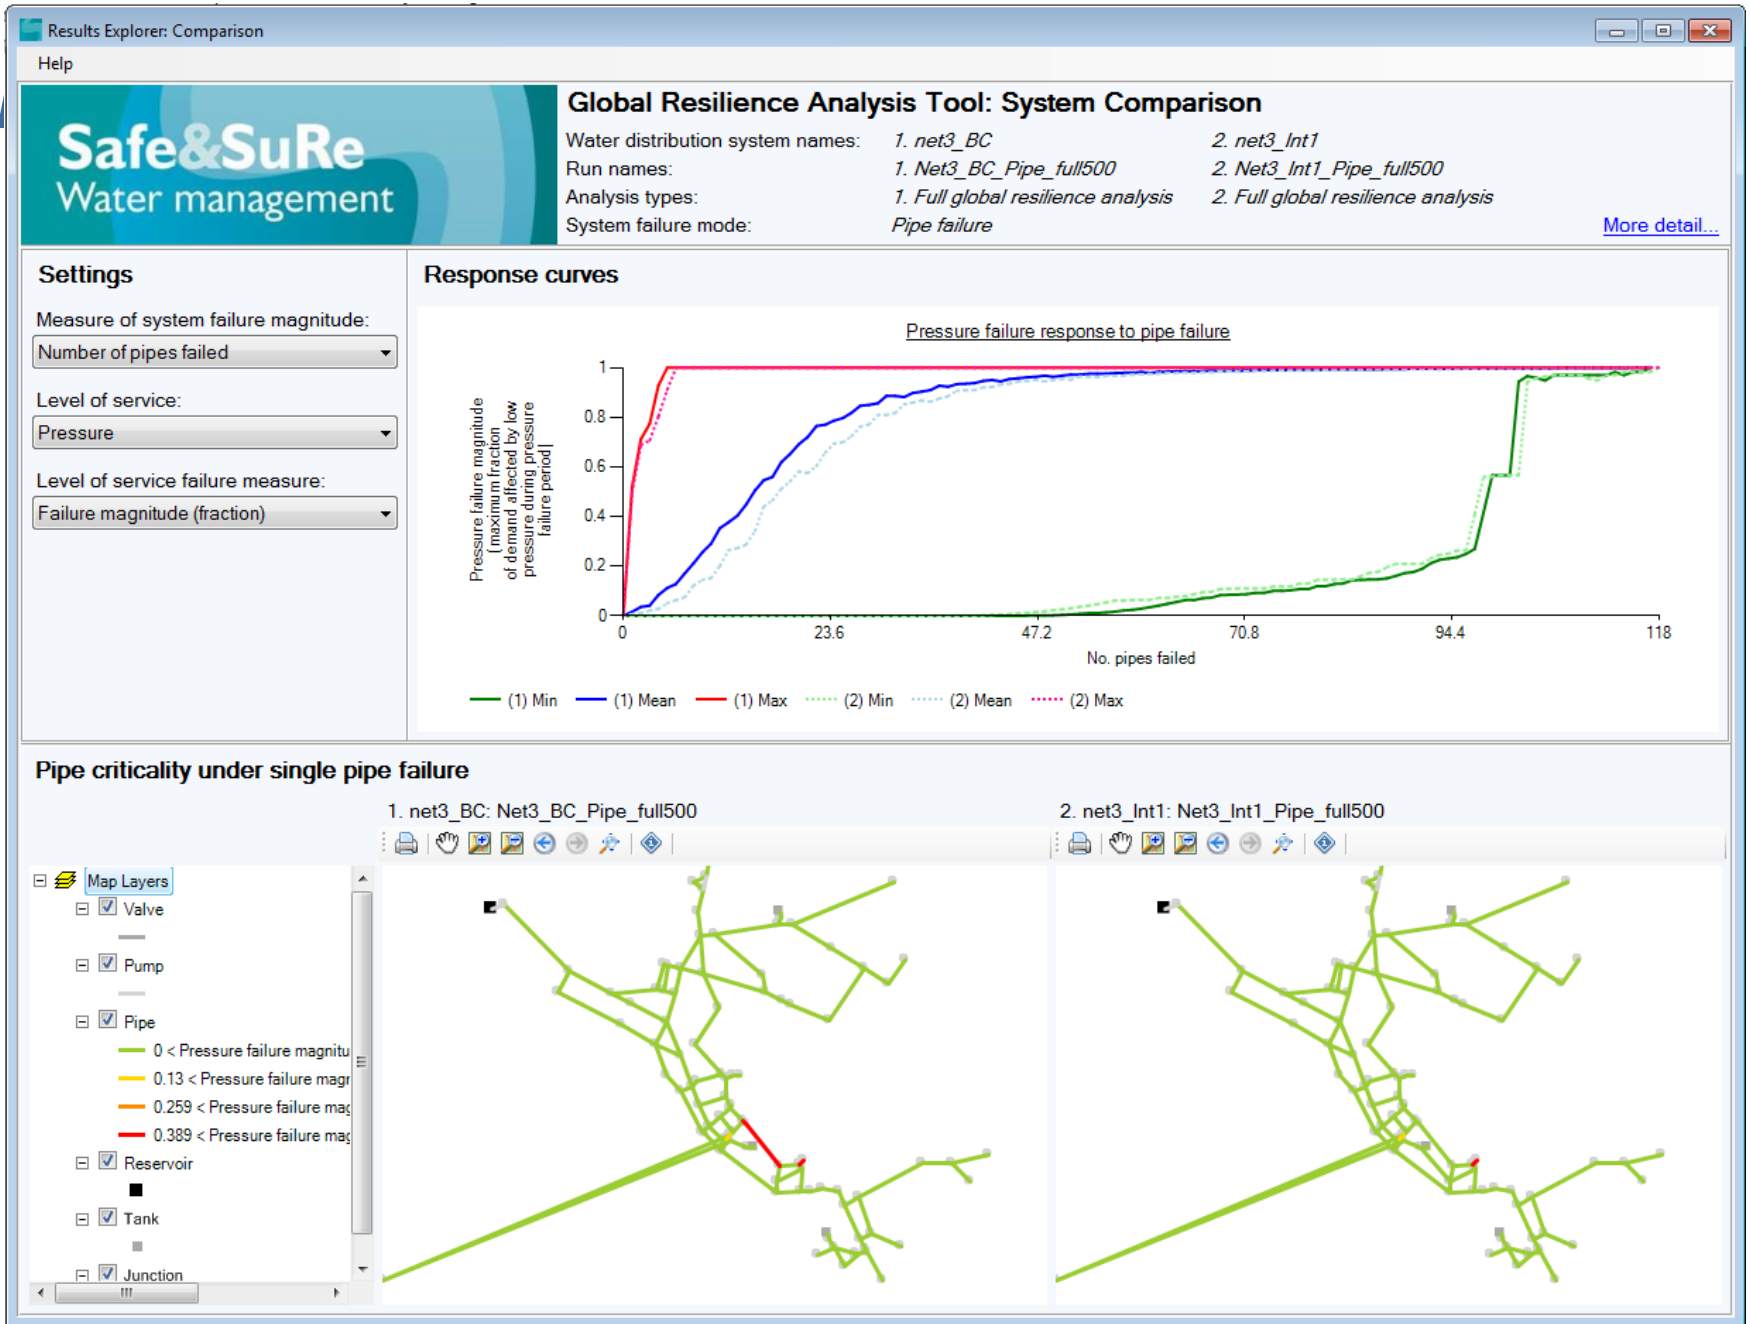 Results Explorer: Comparison
Help
Safe&SuRe
Water management
Global Resilience Analysis Tool: System Comparison
Water distribution system names: 1. net3_BC 2. net3_Int1
Run names: 1. Net3_BC_Pipe_full500 2. Net3_Int1_Pipe_full500
Analysis types: 1. Full global resilience analysis 2. Full global resilience analysis
System failure mode: Pipe failure More detail...
Settings
Measure of system failure magnitude:
Number of pipes failed
Level of service:
Pressure
Level of service failure measure:
Failure magnitude (fraction)
Response curves
Pressure failure response to pipe failure
Pressure failure magnitude
[maximum fraction
of demand affected by low
pressure during pressure
failure period]
1
0.8
0.6
0.4
0.2
0
0 23.6 47.2 70.8 94.4 118
No. pipes failed
(1) Min (1) Mean (1) Max (2) Min (2) Mean (2) Max
Pipe criticality under single pipe failure
1. net3_BC: Net3_BC_Pipe_full500
2. net3_Int1: Net3_Int1_Pipe_full500
Map Layers
Valve
Pump
Pipe
0 < Pressure failure magnitu
0.13 < Pressure failure magr
0.259 < Pressure failure mag
0.389 < Pressure failure mag
Reservoir
Tank
Junction